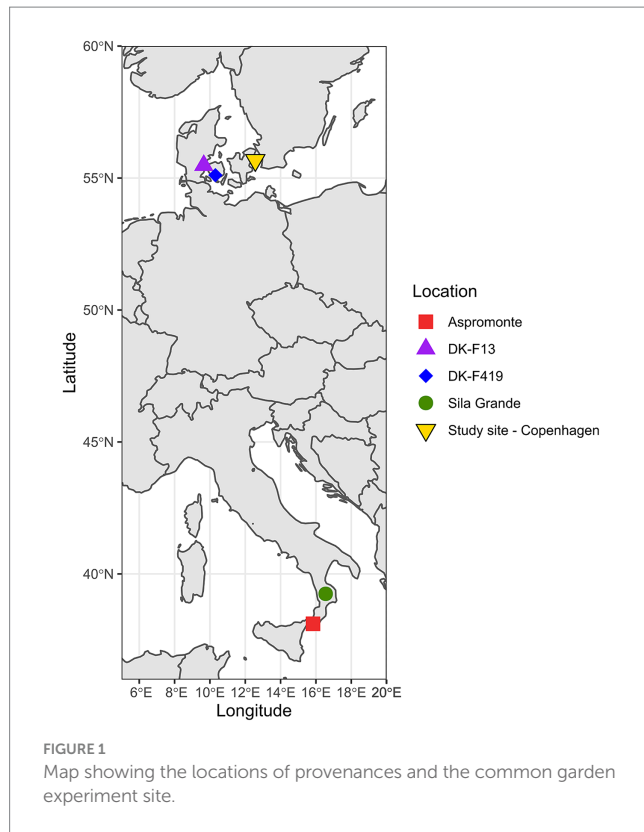 60°N
55°N
50°N
45°N
40°N
Latitude
6°E 8°E 10°E 12°E 14°E 16°E 18°E 20°E
Longitude
Location
Aspromonte
DK-F13
DK-F419
Sila Grande
Study site - Copenhagen
FIGURE 1
Map showing the locations of provenances and the common garden
experiment site.